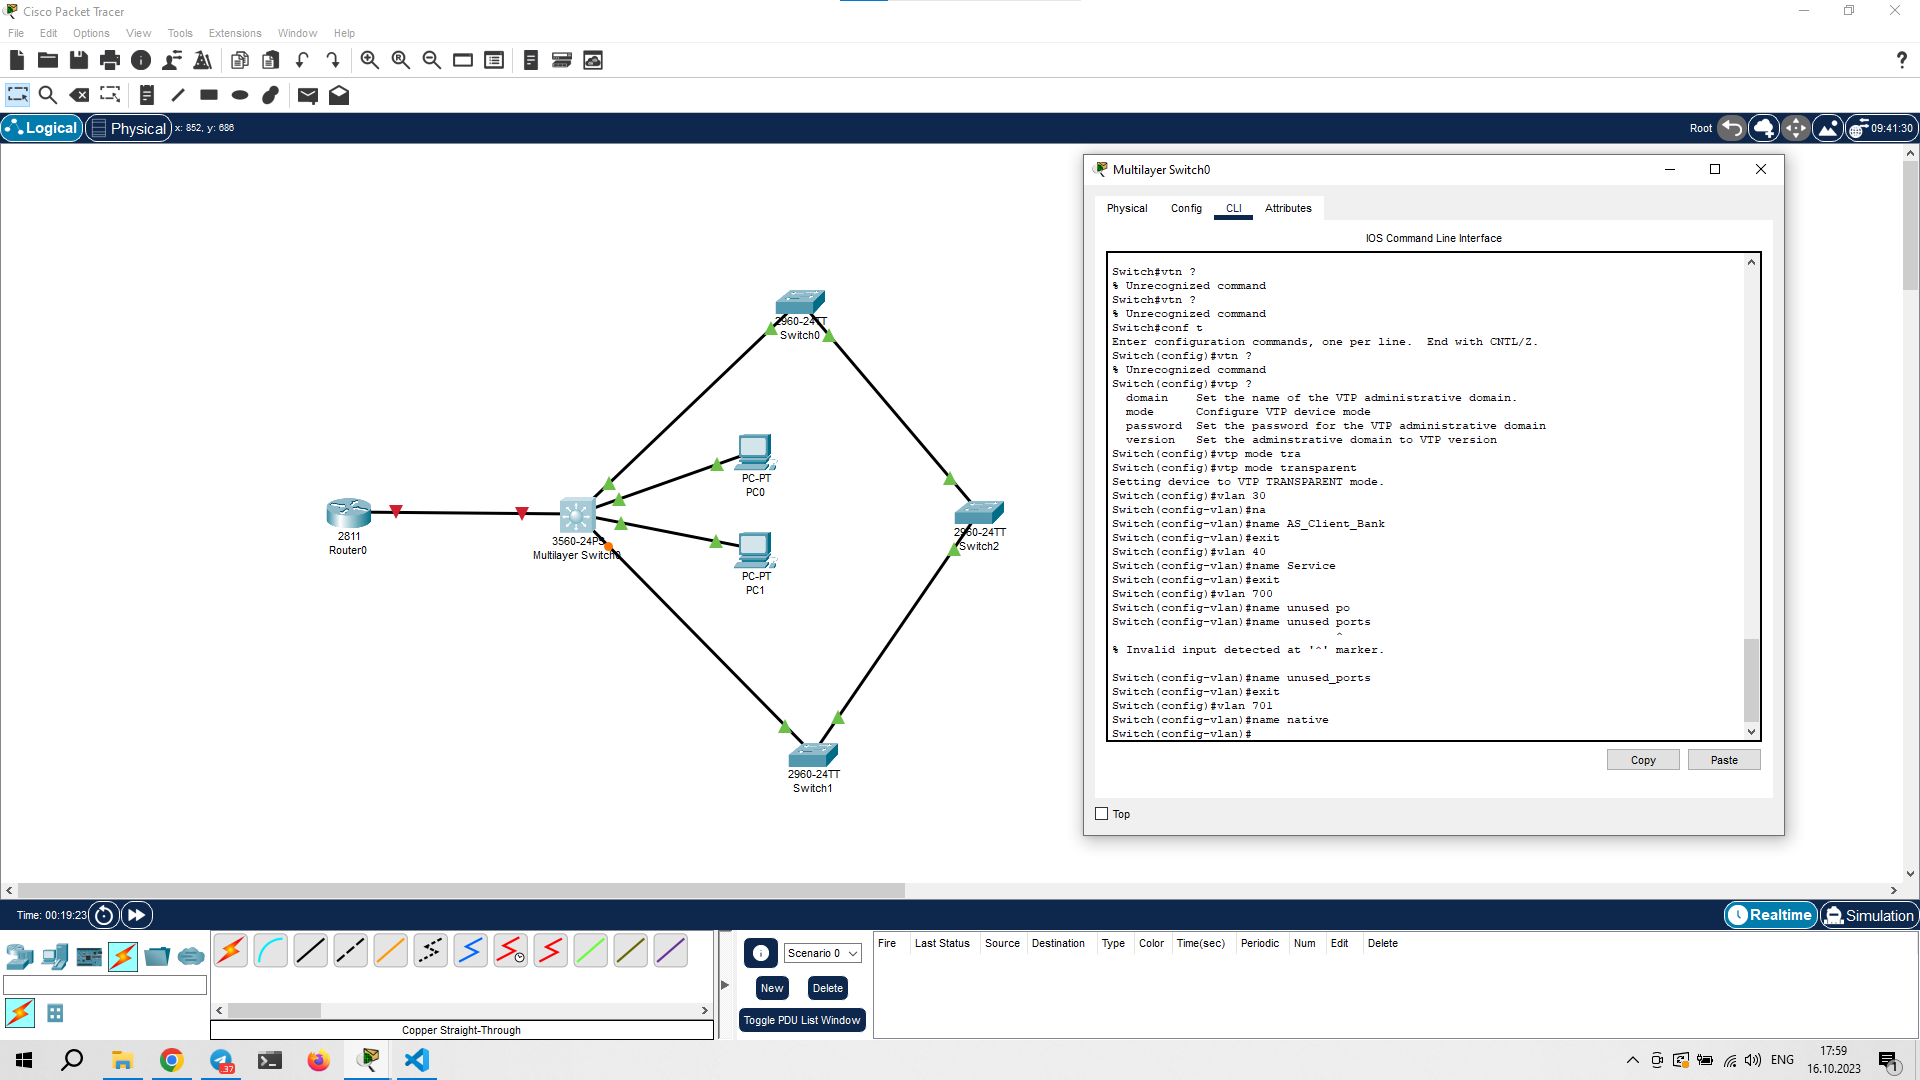 Cisco Packet Tracer
File Edit Options View Tools Extensions Window Help
Logical Physical x: 852, y: 686 Root 09:41:30
2960-24TT
Switch0
PC-PT
PC0
2811
Router0
3560-24PS
Multilayer Switch0
PC-PT
PC1
2960-24TT
Switch2
2960-24TT
Switch1
Multilayer Switch0
Physical Config CLI Attributes
IOS Command Line Interface
Switch#vtn ?
% Unrecognized command
Switch#vtn ?
% Unrecognized command
Switch#conf t
Enter configuration commands, one per line.  End with CNTL/Z.
Switch(config)#vtn ?
% Unrecognized command
Switch(config)#vtp ?
  domain    Set the name of the VTP administrative domain.
  mode      Configure VTP device mode
  password  Set the password for the VTP administrative domain
  version   Set the adminstrative domain to VTP version
Switch(config)#vtp mode tra
Switch(config)#vtp mode transparent
Setting device to VTP TRANSPARENT mode.
Switch(config)#vlan 30
Switch(config-vlan)#na
Switch(config-vlan)#name AS_Client_Bank
Switch(config-vlan)#exit
Switch(config)#vlan 40
Switch(config-vlan)#name Service
Switch(config-vlan)#exit
Switch(config)#vlan 700
Switch(config-vlan)#name unused po
Switch(config-vlan)#name unused ports
^
% Invalid input detected at '^' marker.
Switch(config-vlan)#name unused_ports
Switch(config-vlan)#exit
Switch(config)#vlan 701
Switch(config-vlan)#name native
Switch(config-vlan)#
Copy Paste
Top
Time: 00:19:23 Realtime Simulation
Scenario 0
New Delete
Toggle PDU List Window
Fire Last Status Source Destination Type Color Time(sec) Periodic Num Edit Delete
Copper Straight-Through
37
ENG
17:59
16.10.2023
1